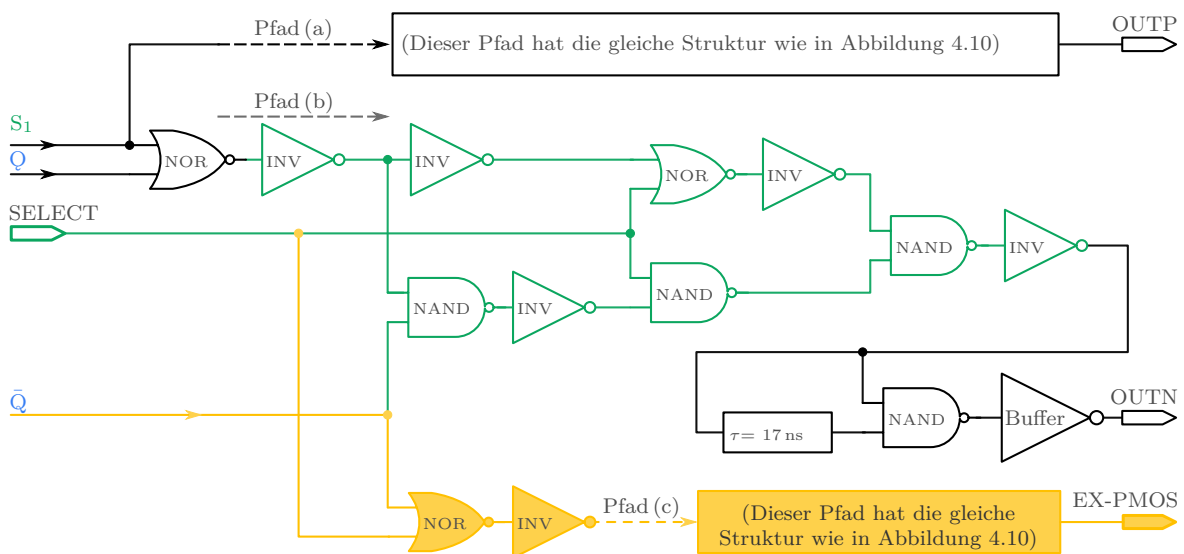 OUTP
Pfad (a)
(Dieser Pfad hat die gleiche Struktur wie in Abbildung 4.10)
Pfad (b)
S₁
Q
NOR
INV
INV
NOR
INV
SELECT
NAND
INV
NAND
INV
NAND
Q̄
OUTN
NAND
Buffer
τ= 17 ns
EX-PMOS
Pfad (c)
(Dieser Pfad hat die gleiche
Struktur wie in Abbildung 4.10)
NOR
INV